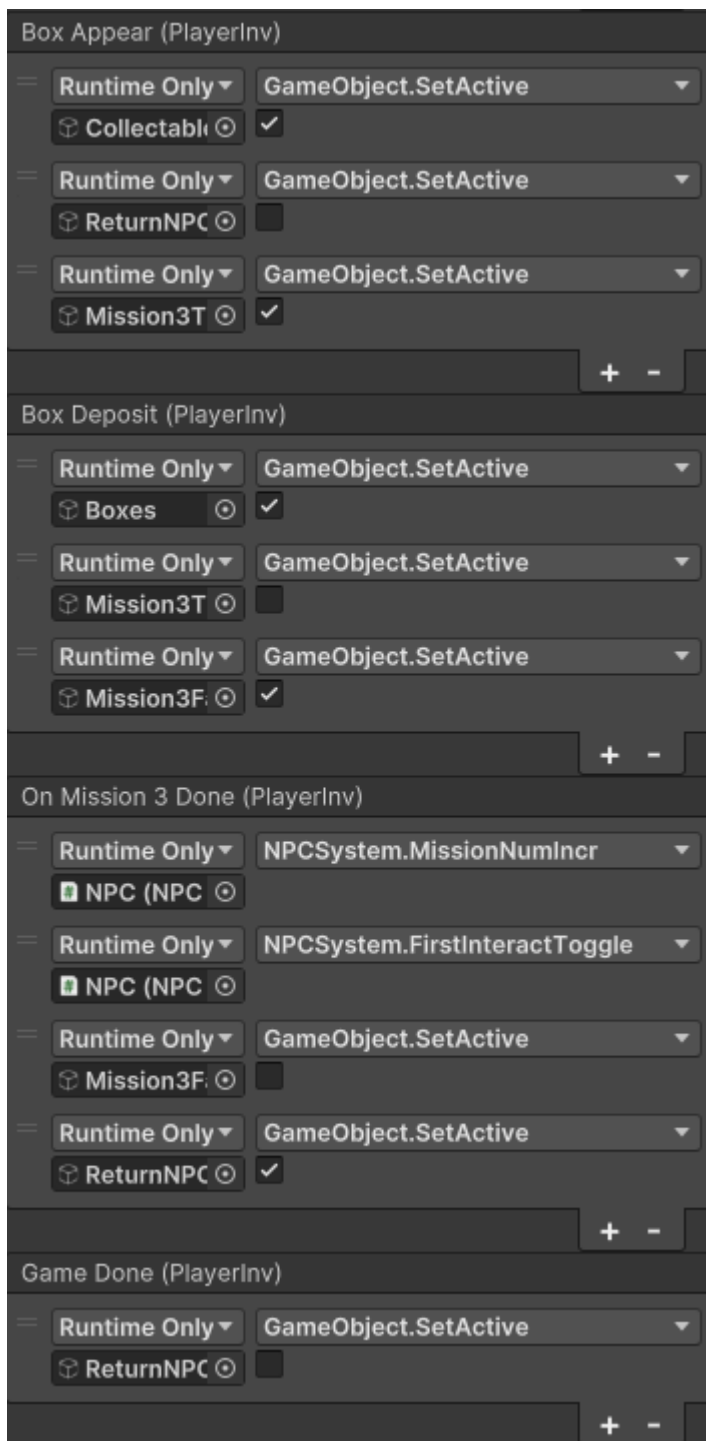 Box Appear (PlayerInv)
Runtime Only GameObject.SetActive
Collectabl
Runtime Only GameObject.SetActive
ReturnNPC
Runtime Only GameObject.SetActive
Mission3T
+ -
Box Deposit (PlayerInv)
Runtime Only GameObject.SetActive
Boxes
Runtime Only GameObject.SetActive
Mission3T
Runtime Only GameObject.SetActive
Mission3F
+ -
On Mission 3 Done (PlayerInv)
Runtime Only NPCSystem.MissionNumIncr
NPC (NPC
Runtime Only NPCSystem.FirstInteractToggle
NPC (NPC
Runtime Only GameObject.SetActive
Mission3F
Runtime Only GameObject.SetActive
ReturnNPC
+ -
Game Done (PlayerInv)
Runtime Only GameObject.SetActive
ReturnNPC
+ -